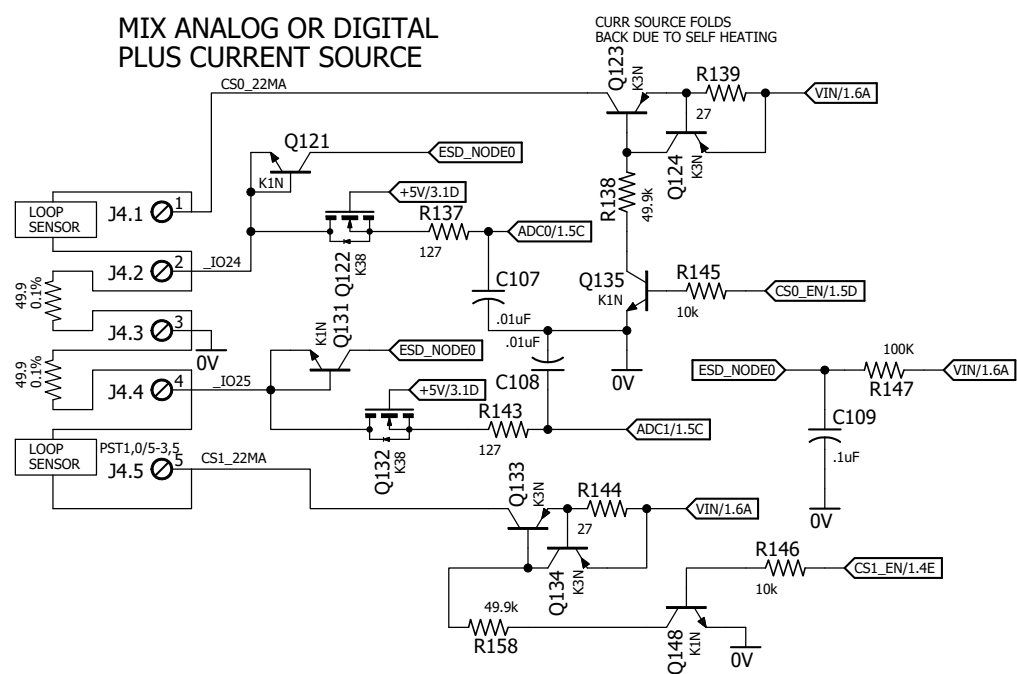 MIX ANALOG OR DIGITAL
PLUS CURRENT SOURCE
CURR SOURCE FOLDS
BACK DUE TO SELF HEATING
CS0_22MA
Q123
K3N
R139
27
VIN/1.6A
Q124
K3N
Q121
K1N
ESD_NODE0
R138
49.9k
LOOP
SENSOR
J4.1
1
+5V/3.1D
R137
127
ADC0/1.5C
Q122
K38
J4.2
2
_IO24
C107
.01uF
Q135
K1N
R145
10k
CS0_EN/1.5D
49.9
0.1%
J4.3
3
0V
Q131
K1N
ESD_NODE0
.01uF
C108
0V
49.9
0.1%
J4.4
4
_IO25
+5V/3.1D
R143
127
ADC1/1.5C
Q132
K38
ESD_NODE0
100K
R147
VIN/1.6A
C109
.1uF
0V
LOOP
SENSOR
PST1,0/5-3,5
J4.5
5
CS1_22MA
Q133
K3N
R144
27
VIN/1.6A
Q134
K3N
R146
10k
CS1_EN/1.4E
49.9k
R158
Q148
K1N
0V